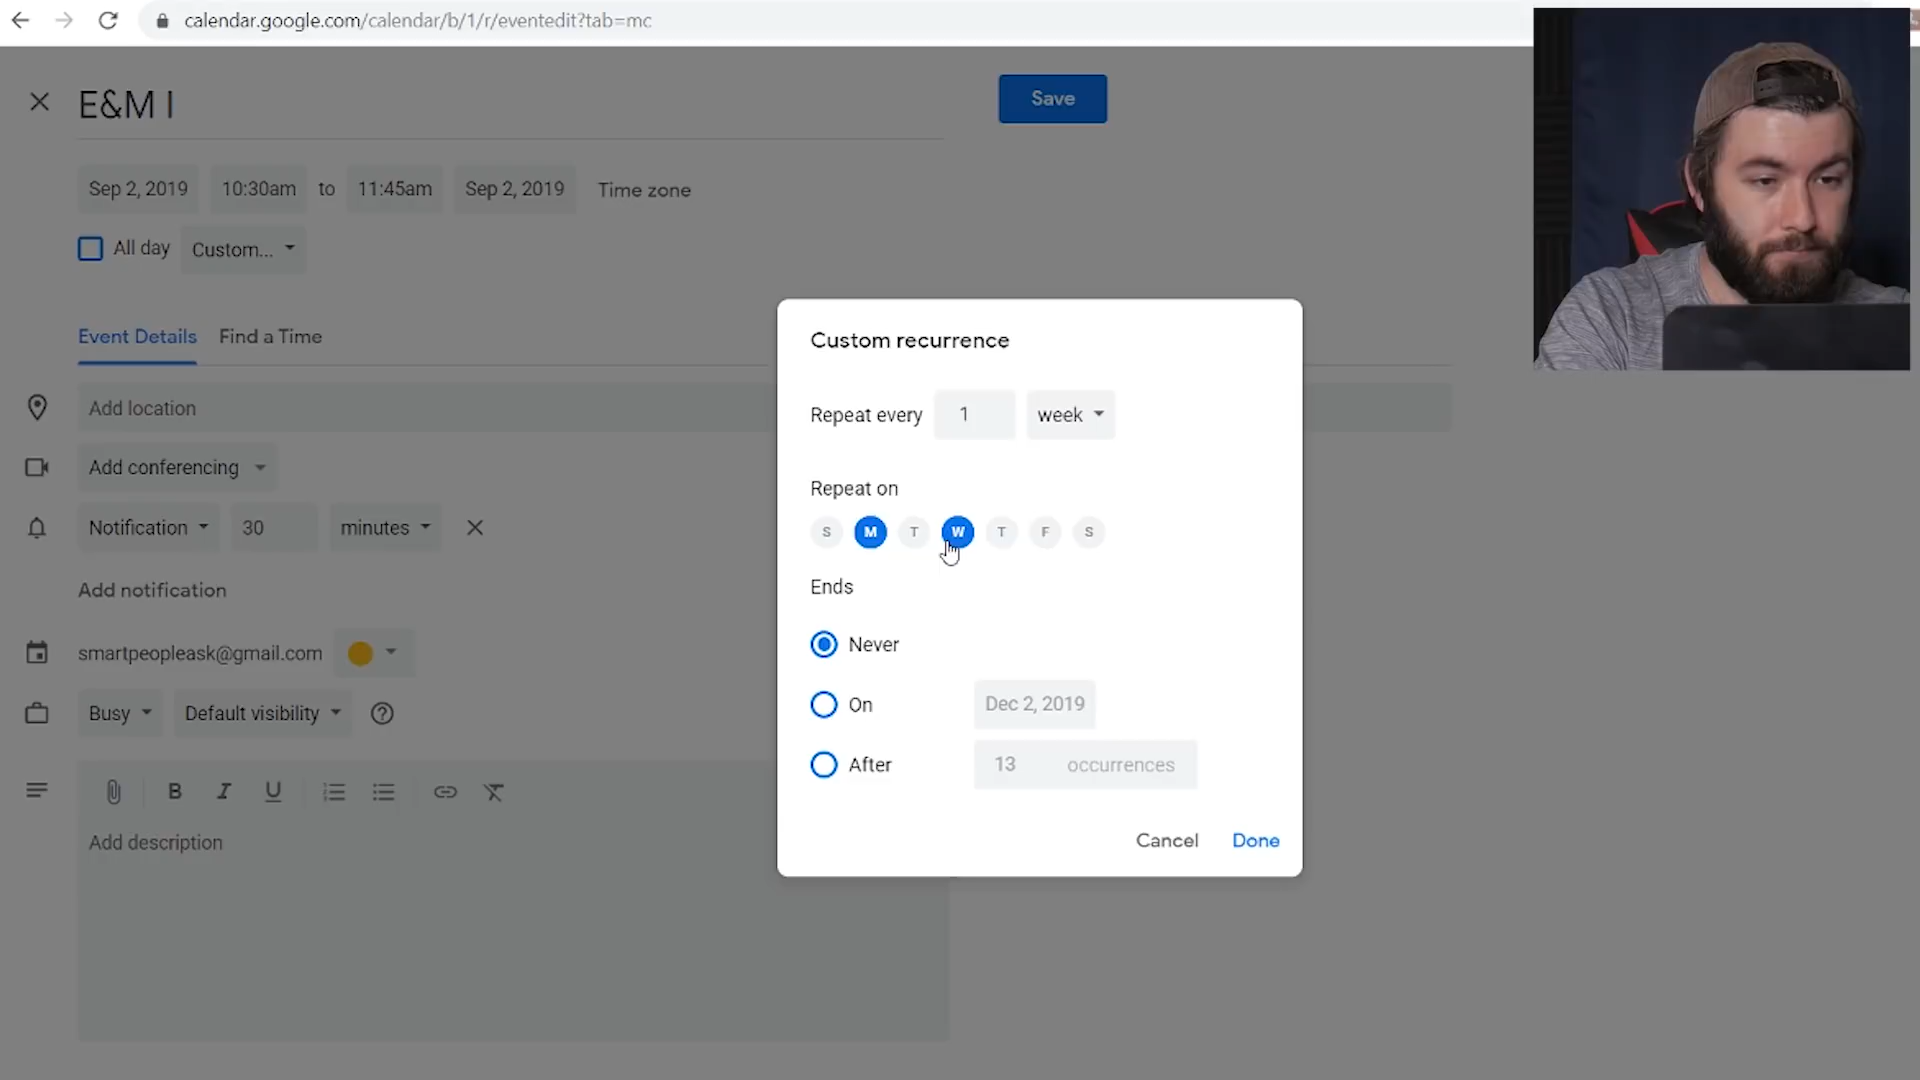 calendar.google.com/calendar/b/1/r/eventedit?tab=mc
E&M I
Save
Sep 2, 2019 10:30am to 11:45am Sep 2, 2019 Time zone
All day Custom...
Event Details Find a Time
Custom recurrence
Add location
Repeat every 1 week
Add conferencing
Repeat on
Notification 30 minutes
S M T W T F S
Add notification
Ends
smartpeopleask@gmail.com
Never
Busy Default visibility
On Dec 2, 2019
After 13 occurrences
B I U
Add description
Cancel Done